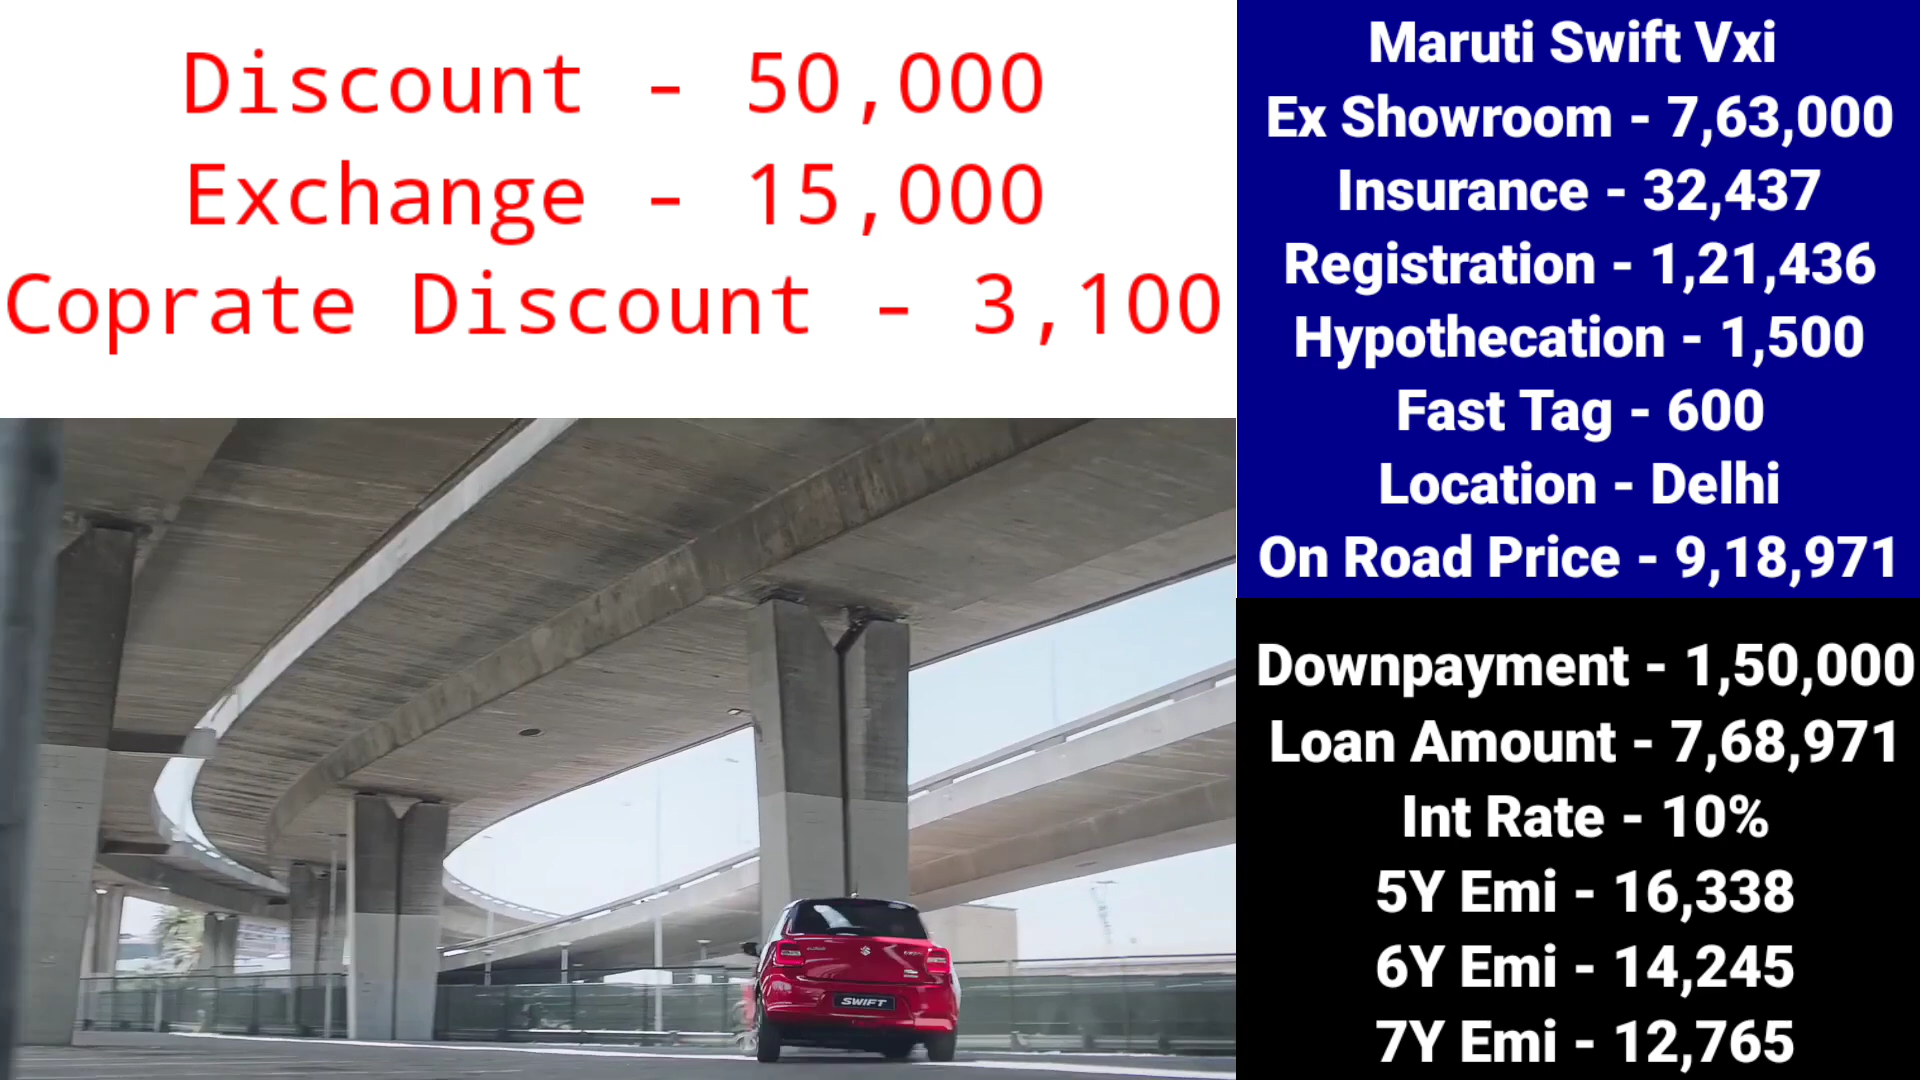 Discount - 50,000
Exchange - 15,000
Coprate Discount - 3,100
Maruti Swift Vxi
Ex Showroom - 7,63,000
Insurance - 32,437
Registration - 1,21,436
Hypothecation - 1,500
Fast Tag - 600
Location - Delhi
On Road Price - 9,18,971
Downpayment - 1,50,000
Loan Amount - 7,68,971
Int Rate - 10%
5Y Emi - 16,338
6Y Emi - 14,245
7Y Emi - 12,765
SWIFT